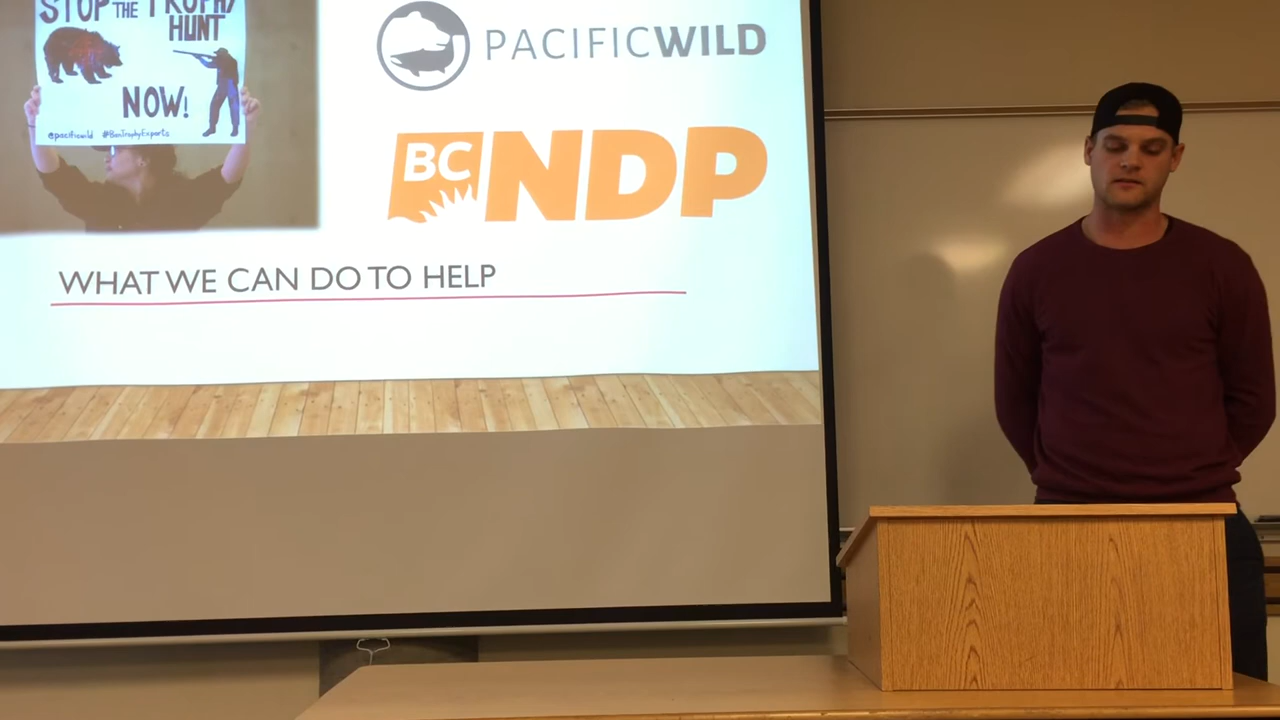 STOP THE TROPHY
HUNT
NOW!
@pacificwild #BanTrophyExports
PACIFICWILD
BC NDP
WHAT WE CAN DO TO HELP